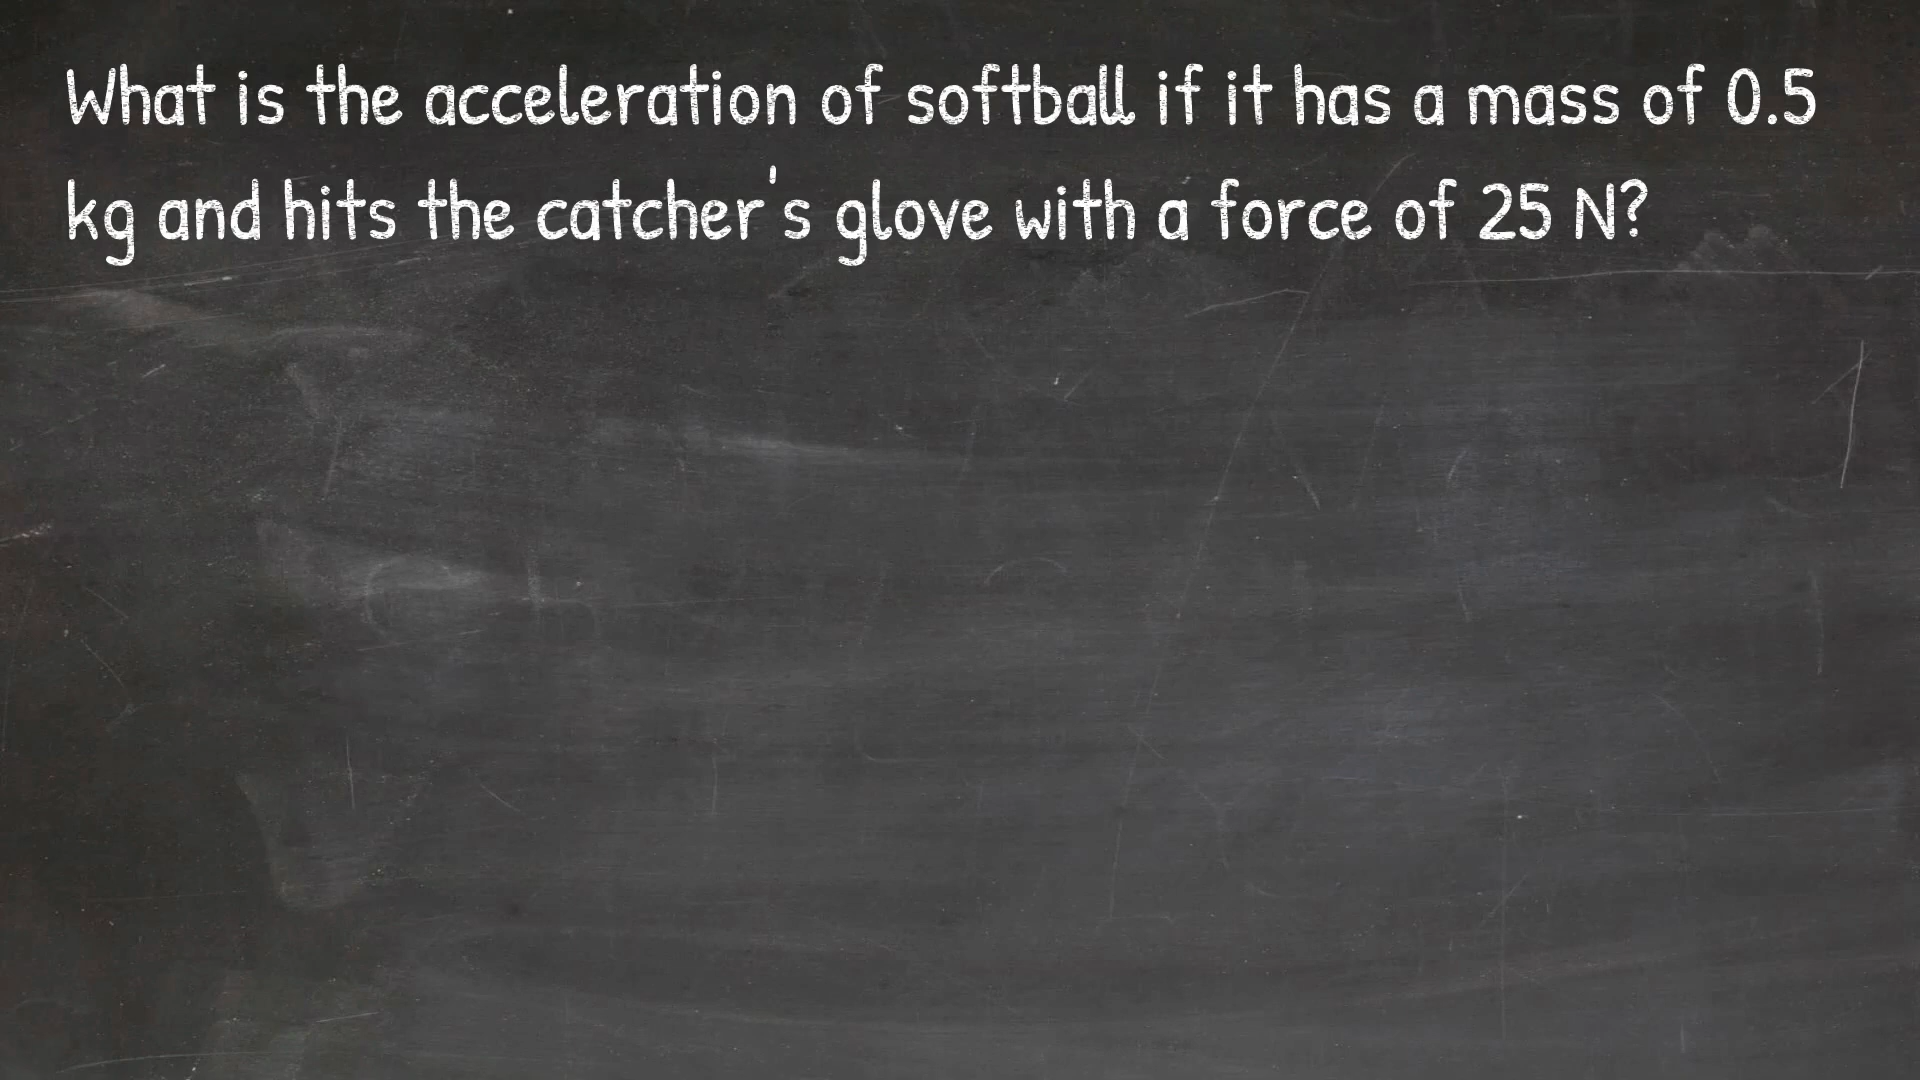 What is the acceleration of softball if it has a mass of 0.5
kg and hits the catcher's glove with a force of 25 N?